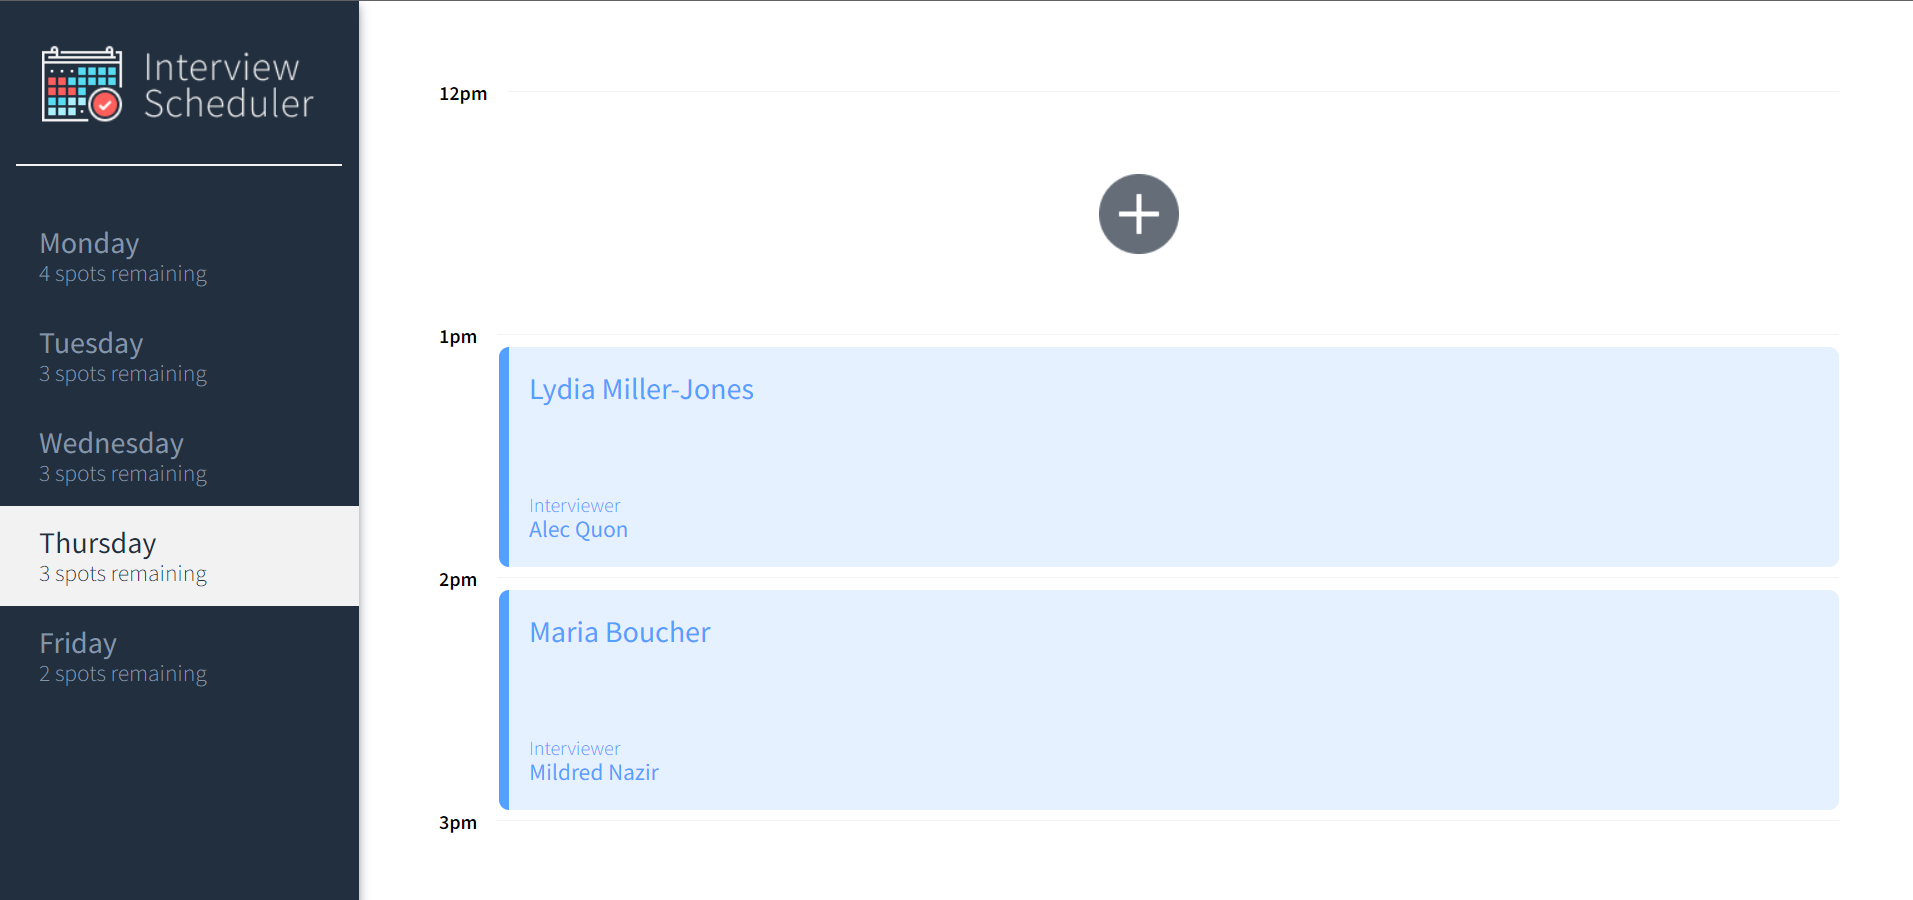 Interview
Scheduler
Monday
4 spots remaining
Tuesday
3 spots remaining
Wednesday
3 spots remaining
Thursday
3 spots remaining
Friday
2 spots remaining
12pm
1pm
Lydia Miller-Jones
Interviewer
Alec Quon
2pm
Maria Boucher
Interviewer
Mildred Nazir
3pm